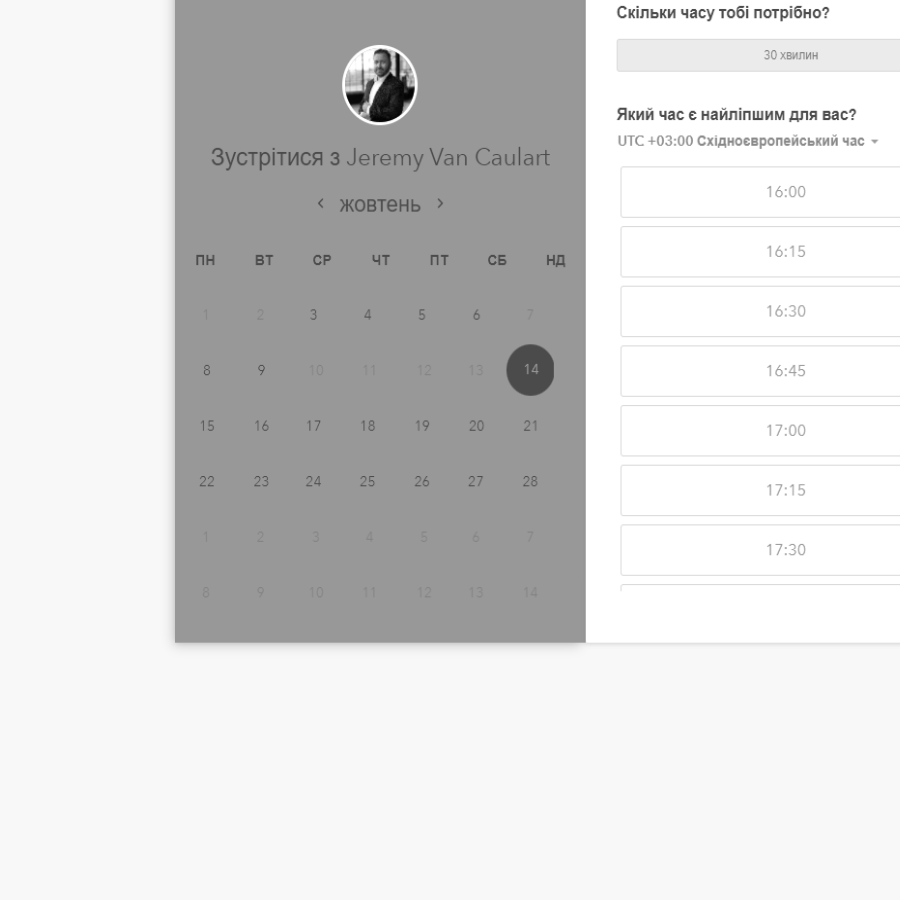 Зустрітися з Jeremy Van Caulart
‹ жовтень ›
ПН ВТ СР ЧТ ПТ СБ НД
1 2 3 4 5 6 7
8 9 10 11 12 13 14
15 16 17 18 19 20 21
22 23 24 25 26 27 28
1 2 3 4 5 6 7
8 9 10 11 12 13 14
Скільки часу тобі потрібно?
30 хвилин
Який час є найліпшим для вас?
UTC +03:00 Східноєвропейський час
16:00
16:15
16:30
16:45
17:00
17:15
17:30